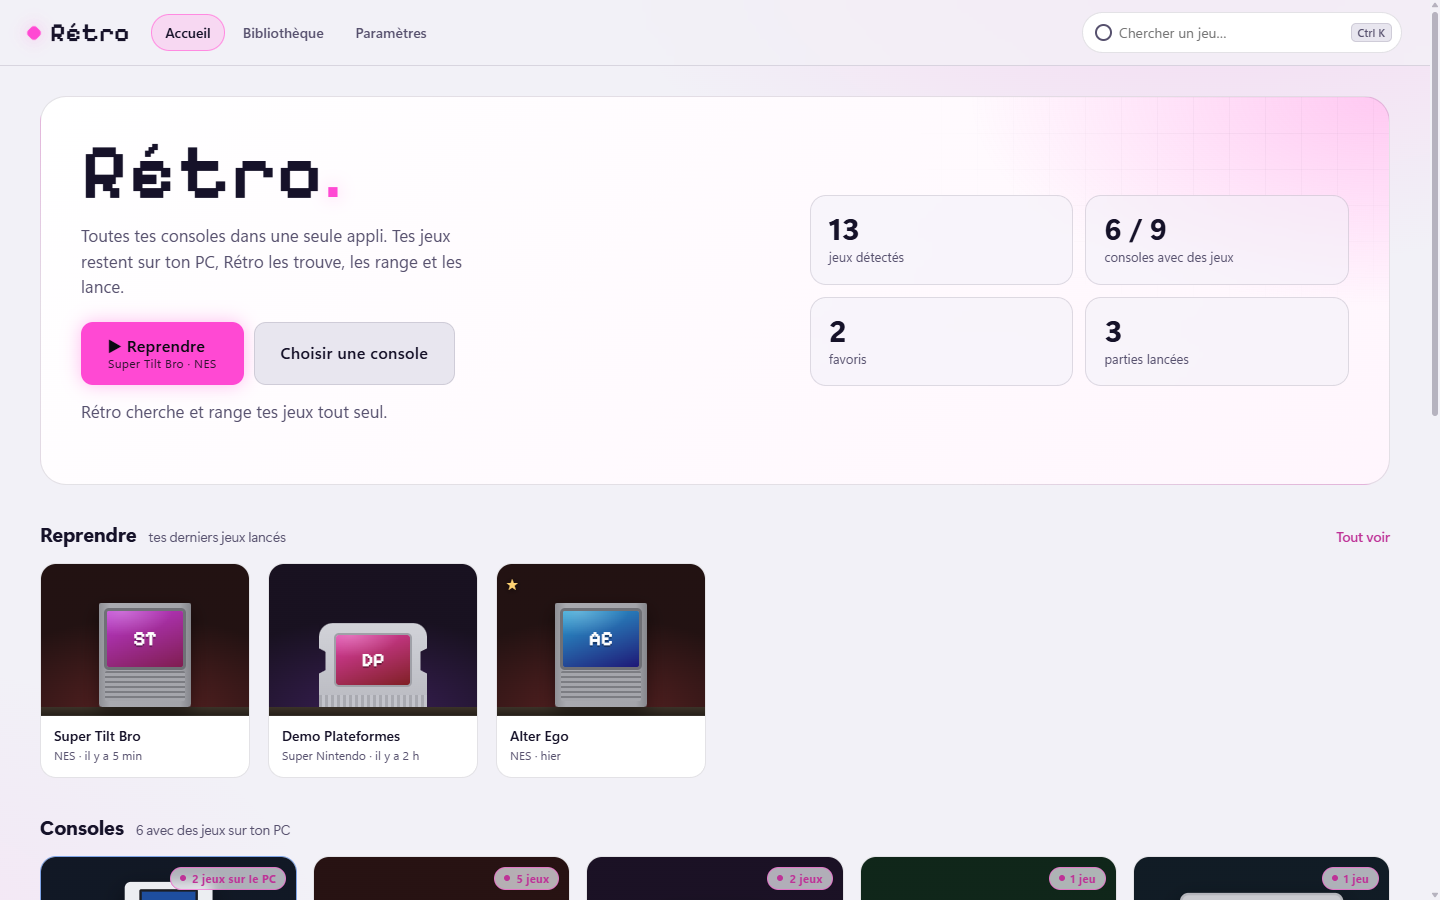 Rétro
Accueil
Bibliothèque
Paramètres
Chercher un jeu...
Ctrl K
Rétro.
Toutes tes consoles dans une seule appli. Tes jeux
restent sur ton PC, Rétro les trouve, les range et les
lance.
▶ Reprendre
Super Tilt Bro · NES
Choisir une console
Rétro cherche et range tes jeux tout seul.
13
jeux détectés
6 / 9
consoles avec des jeux
2
favoris
3
parties lancées
Reprendre
tes derniers jeux lancés
Tout voir
ST
Super Tilt Bro
NES · il y a 5 min
DP
Demo Plateformes
Super Nintendo · il y a 2 h
AE
Alter Ego
NES · hier
Consoles
6 avec des jeux sur ton PC
2 jeux sur le PC
5 jeux
2 jeux
1 jeu
1 jeu